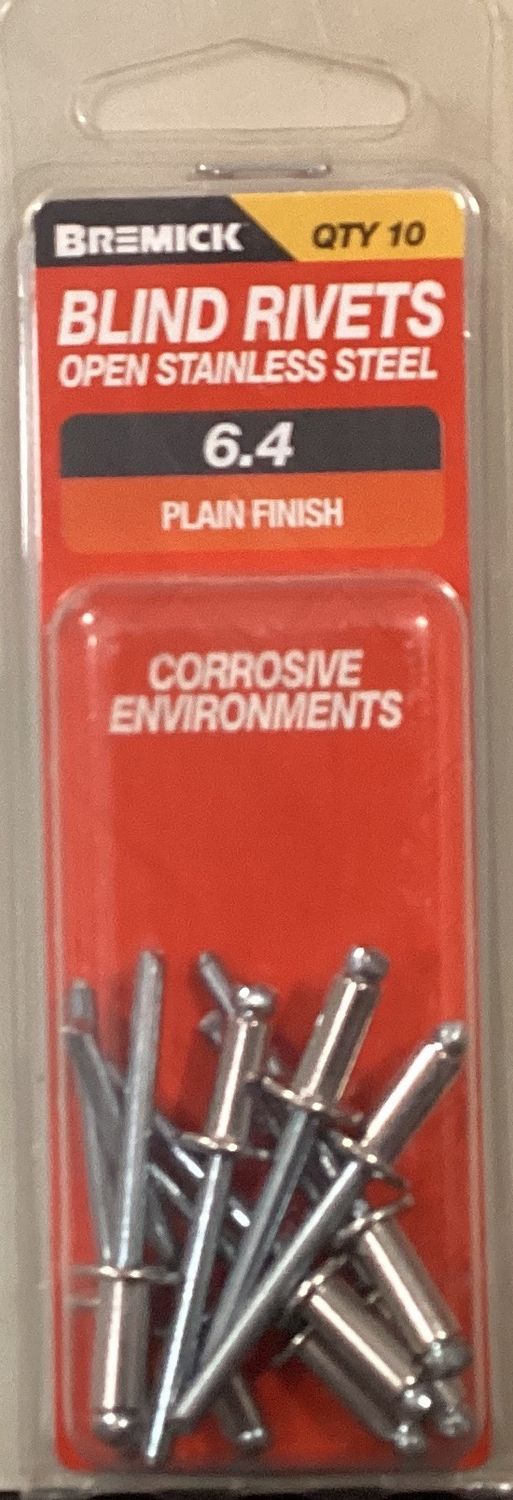 BREMICK QTY 10
BLIND RIVETS
OPEN STAINLESS STEEL
6.4
PLAIN FINISH
CORROSIVE
ENVIRONMENTS